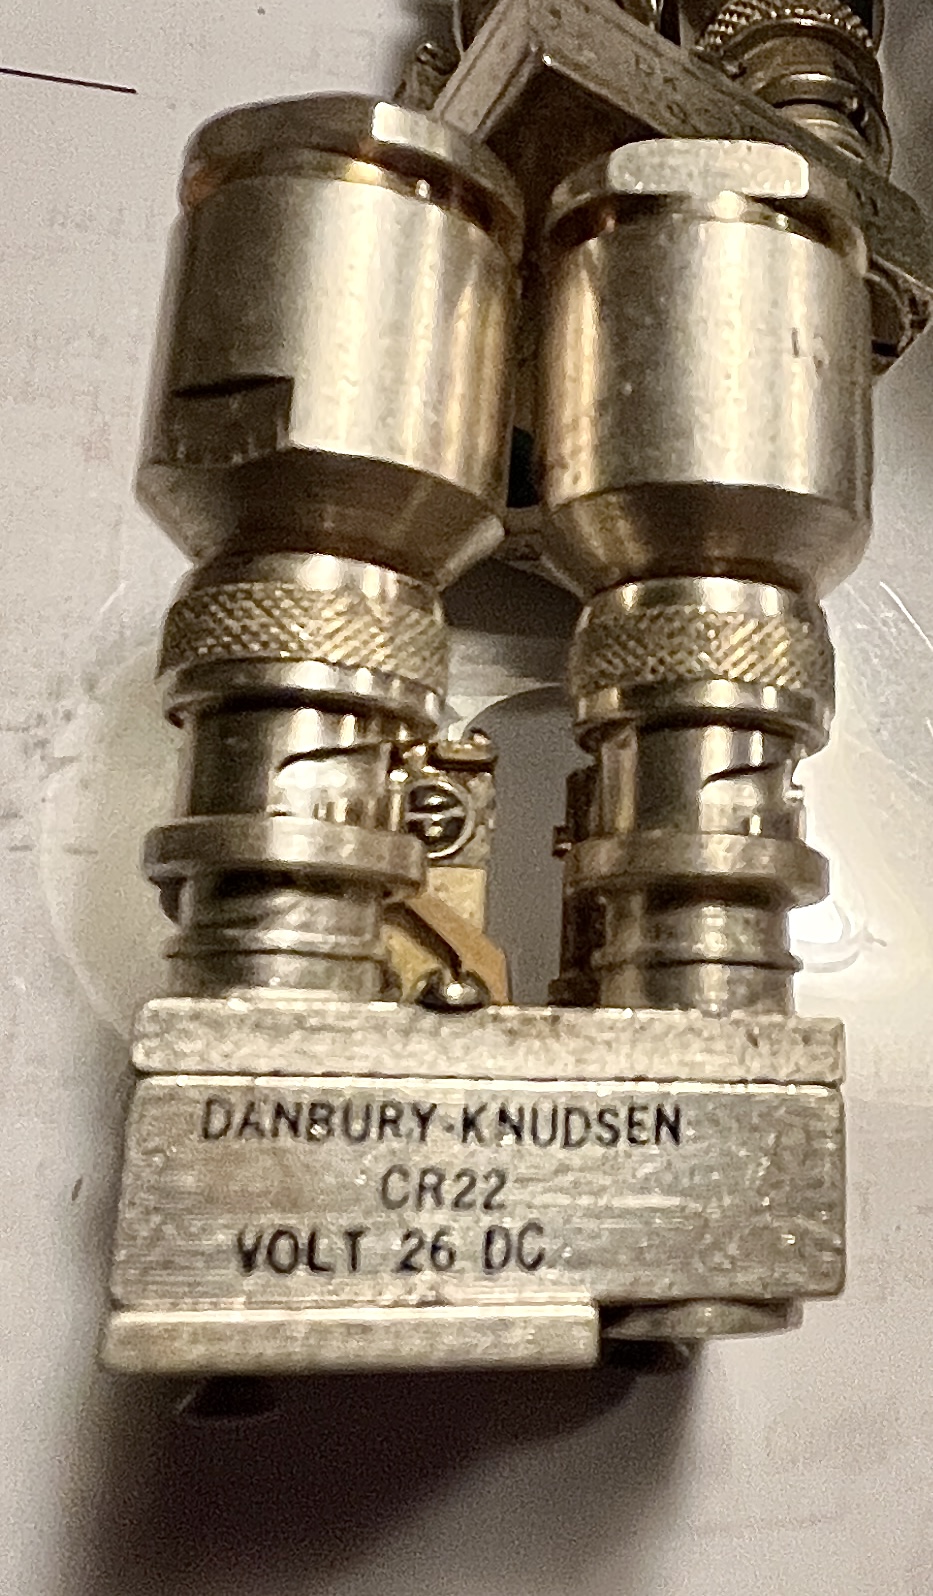 DANBURY-KNUDSEN
CR22
VOLT 26 DC